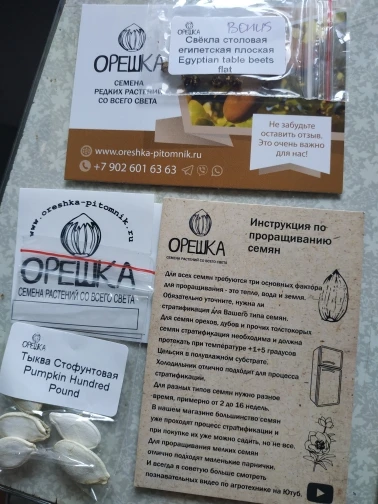 ОРЕШКА
BONUS
Свёкла столовая
египетская плоская
Egyptian table beets
flat
ОРЕШКА
СЕМЕНА
РЕДКИХ РАСТЕНИЙ
СО ВСЕГО СВЕТА
www.oreshka-pitomnik.ru
+7 902 601 63 63
Не забудьте
оставить отзыв.
Это очень важно
для нас!
www.oreshka-pitomnik.ru
ОРЕШКА
СЕМЕНА РАСТЕНИЙ СО ВСЕГО СВЕТА
ОРЕШКА
Тыква Стофунтовая
Pumpkin Hundred
Pound
ОРЕШКА
СЕМЕНА РАСТЕНИЙ СО ВСЕГО СВЕТА
Инструкция по
проращиванию
семян
Для всех семян требуются три основных фактора
для проращивания - это тепло, вода и земля.
Обязательно уточните, нужна ли
стратификация для Вашего типа семян.
Для семян орехов, дубов и прочих толстокорых
семян стратификация необходима и должна
протекать при температуре +1+5 градусов
Цельсия в полувлажном субстрате.
Холодильник отлично подходит для процесса
стратификации.
Для разных типов семян нужно разное
время, примерно от 2 до 16 недель.
В нашем магазине большинство семян
уже проходят процесс стратификации и
при покупке их уже можно садить, но не все.
Для проращивания мелких семян
отлично подходят маленькие парнички.
И всегда я советую больше смотреть
познавательных видео по агротехнике на Ютуб.